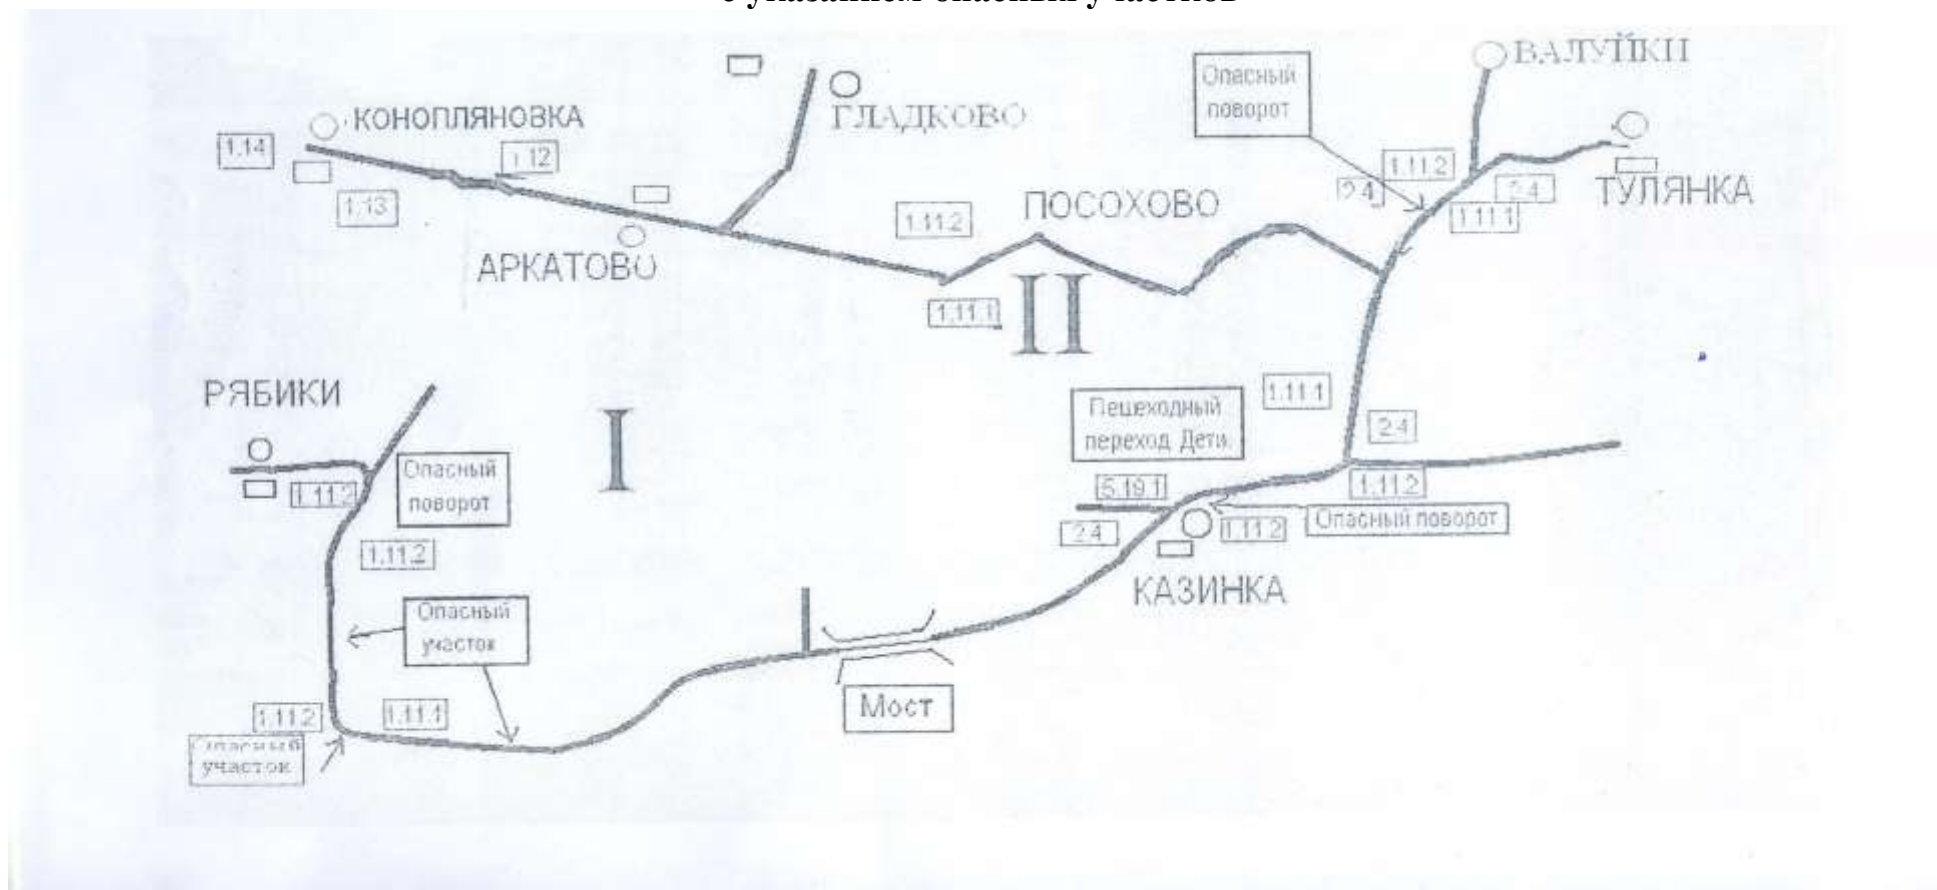 ВАЛУЙКИ
Опасный
поворот
ГЛАДКОВО
КОНОПЛЯНОВКА
1.14
1.12
1.13
1.11.2
2.4
2.4
1.11.1
ТУЛЯНКА
ПОСОХОВО
1.11.2
АРКАТОВО
1.11.1
II
РЯБИКИ
I
Пешеходный
переход Дети.
1.11.1
2.4
Опасный
поворот
1.11.2
5.19.1
1.11.2
Опасный поворот
2.4
1.11.2
1.11.2
КАЗИНКА
Опасный
участок
Мост
1.11.2
1.11.1
Опасный
участок